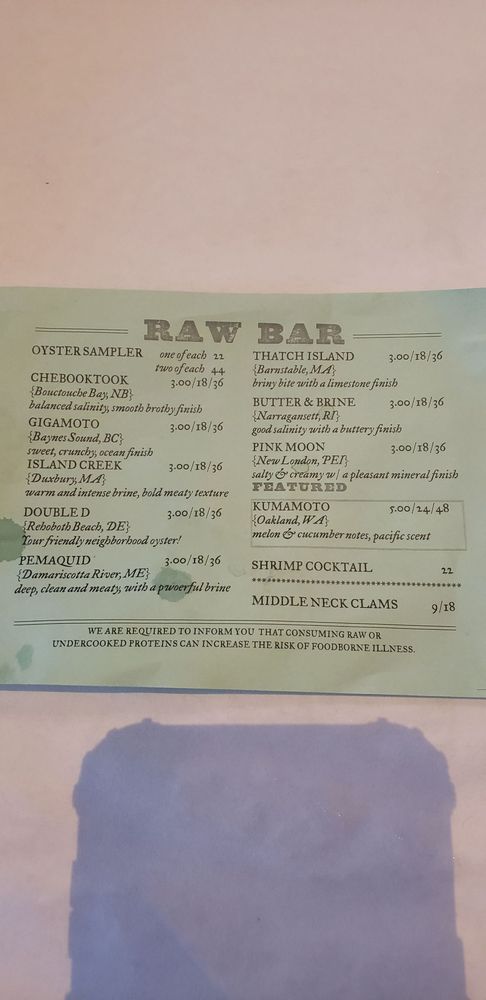 RAW BAR
OYSTER SAMPLER one of each 22
two of each 44
CHEBOOKTOOK 3.00/18/36
{Bouctouche Bay, NB}
balanced salinity, smooth brothy finish
GIGAMOTO 3.00/18/36
{Baynes Sound, BC}
sweet, crunchy, ocean finish
ISLAND CREEK 3.00/18/36
{Duxbury, MA}
warm and intense brine, bold meaty texture
DOUBLE D 3.00/18/36
{Rehoboth Beach, DE}
Your friendly neighborhood oyster!
PEMAQUID 3.00/18/36
{Damariscotta River, ME}
deep, clean and meaty, with a pwoerful brine
THATCH ISLAND 3.00/18/36
{Barnstable, MA}
briny bite with a limestone finish
BUTTER & BRINE 3.00/18/36
{Narragansett, RI}
good salinity with a buttery finish
PINK MOON 3.00/18/36
{New London, PEI}
salty & creamy w/ a pleasant mineral finish
FEATURED
KUMAMOTO 5.00/24/48
{Oakland, WA}
melon & cucumber notes, pacific scent
SHRIMP COCKTAIL 22
****************************************
MIDDLE NECK CLAMS 9/18
WE ARE REQUIRED TO INFORM YOU THAT CONSUMING RAW OR
UNDERCOOKED PROTEINS CAN INCREASE THE RISK OF FOODBORNE ILLNESS.